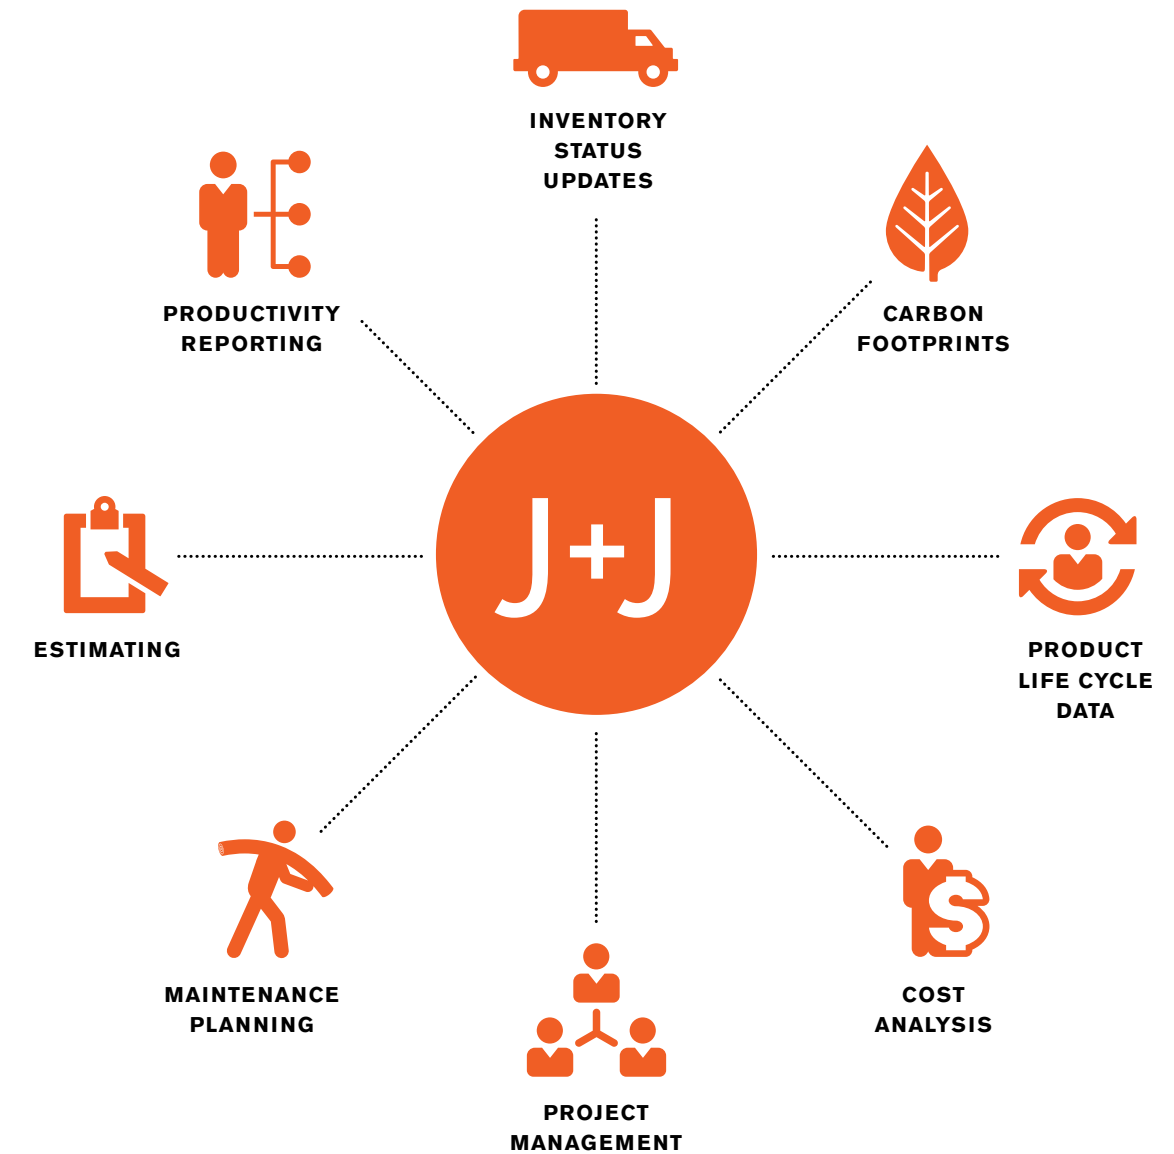 INVENTORY
STATUS
UPDATES
PRODUCTIVITY
REPORTING
CARBON
FOOTPRINTS
J+J
ESTIMATING
PRODUCT
LIFE CYCLE
DATA
MAINTENANCE
PLANNING
COST
ANALYSIS
PROJECT
MANAGEMENT